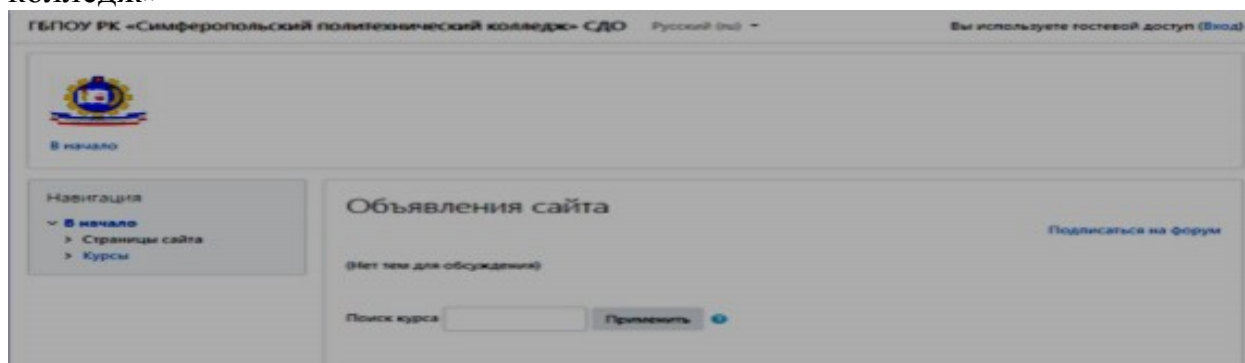 колледж»
ГБПОУ РК «Симферопольский политехнический колледж» СДО Русский (ru) Вы используете гостевой доступ (Вход)
В начало
Навигация
В начало
Страницы сайта
Курсы
Объявления сайта
Подписаться на форум
(Нет тем для обсуждения)
Поиск курса Применить